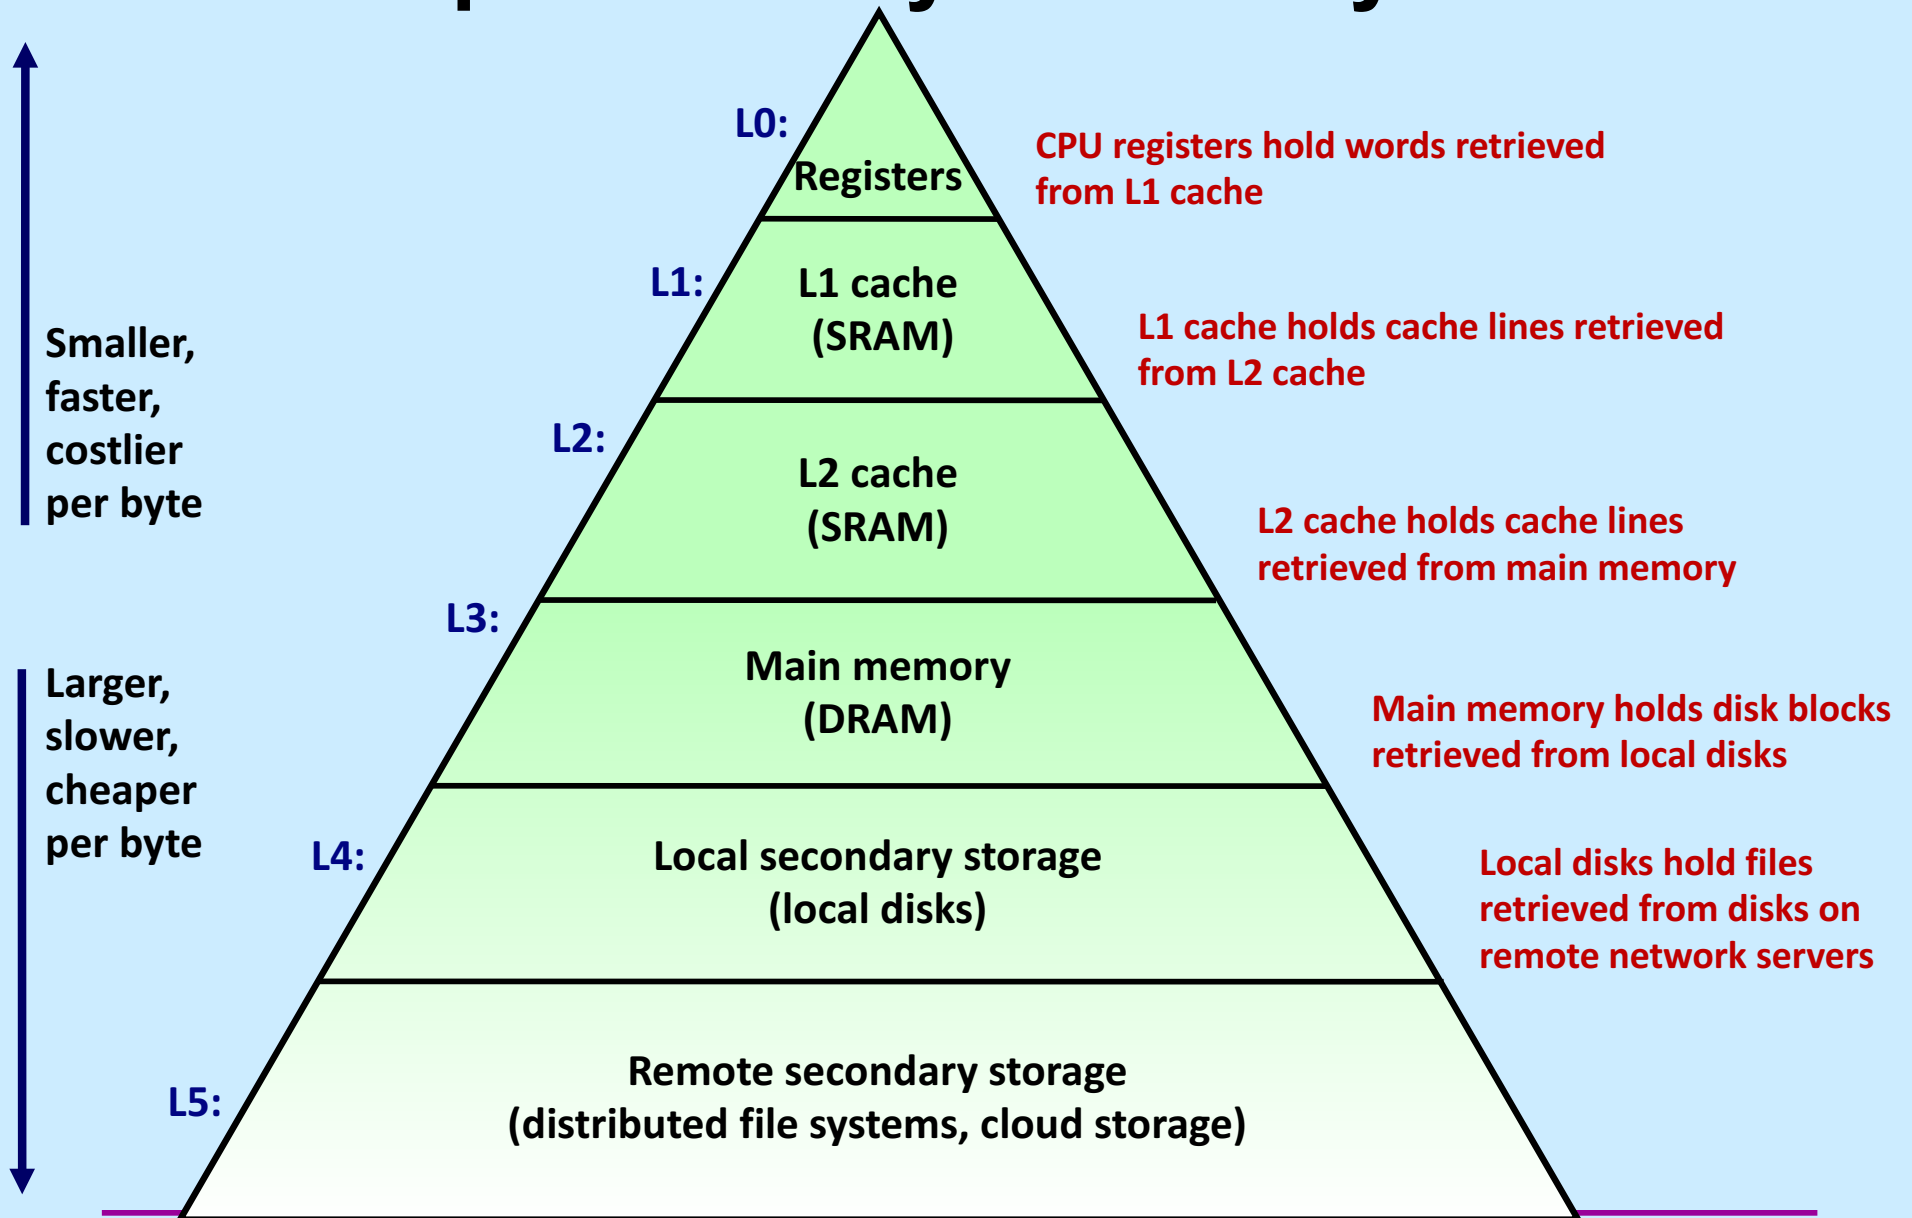 L0:
Registers
CPU registers hold words retrieved
from L1 cache
L1:
L1 cache
(SRAM)
L1 cache holds cache lines retrieved
from L2 cache
Smaller,
faster,
costlier
per byte
L2:
L2 cache
(SRAM)
L2 cache holds cache lines
retrieved from main memory
L3:
Main memory
(DRAM)
Main memory holds disk blocks
retrieved from local disks
Larger,
slower,
cheaper
per byte
L4:
Local secondary storage
(local disks)
Local disks hold files
retrieved from disks on
remote network servers
L5:
Remote secondary storage
(distributed file systems, cloud storage)